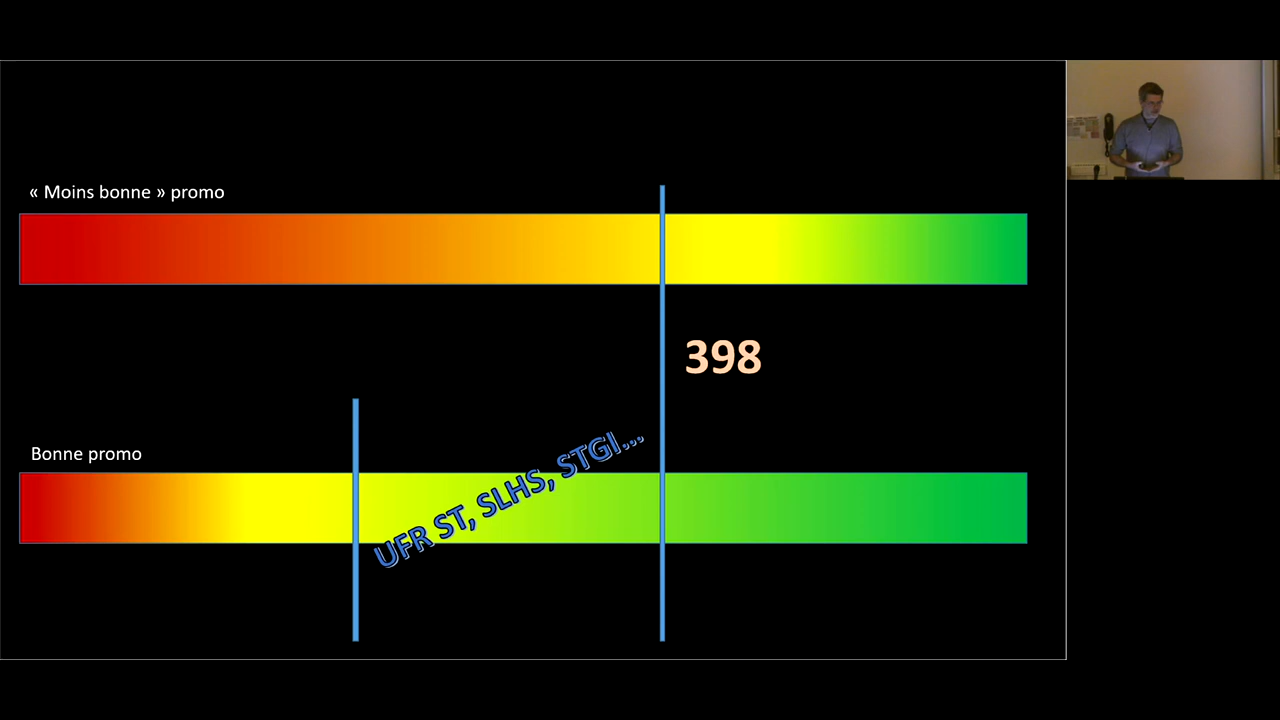 « Moins bonne » promo
398
Bonne promo
UFR ST, SLHS, STGI...